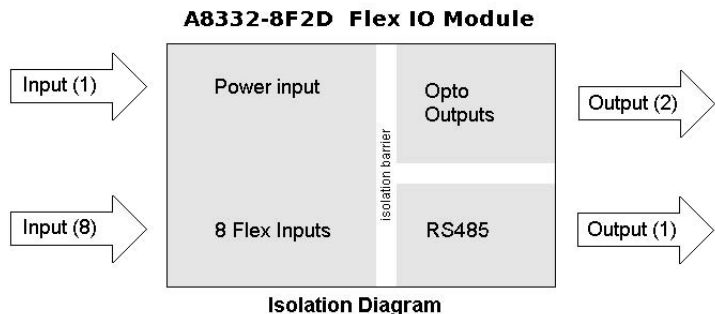 A8332-8F2D Flex IO Module
Input (1)
Power input
Opto
Outputs
Output (2)
isolation barrier
Input (8)
8 Flex Inputs
RS485
Output (1)
Isolation Diagram